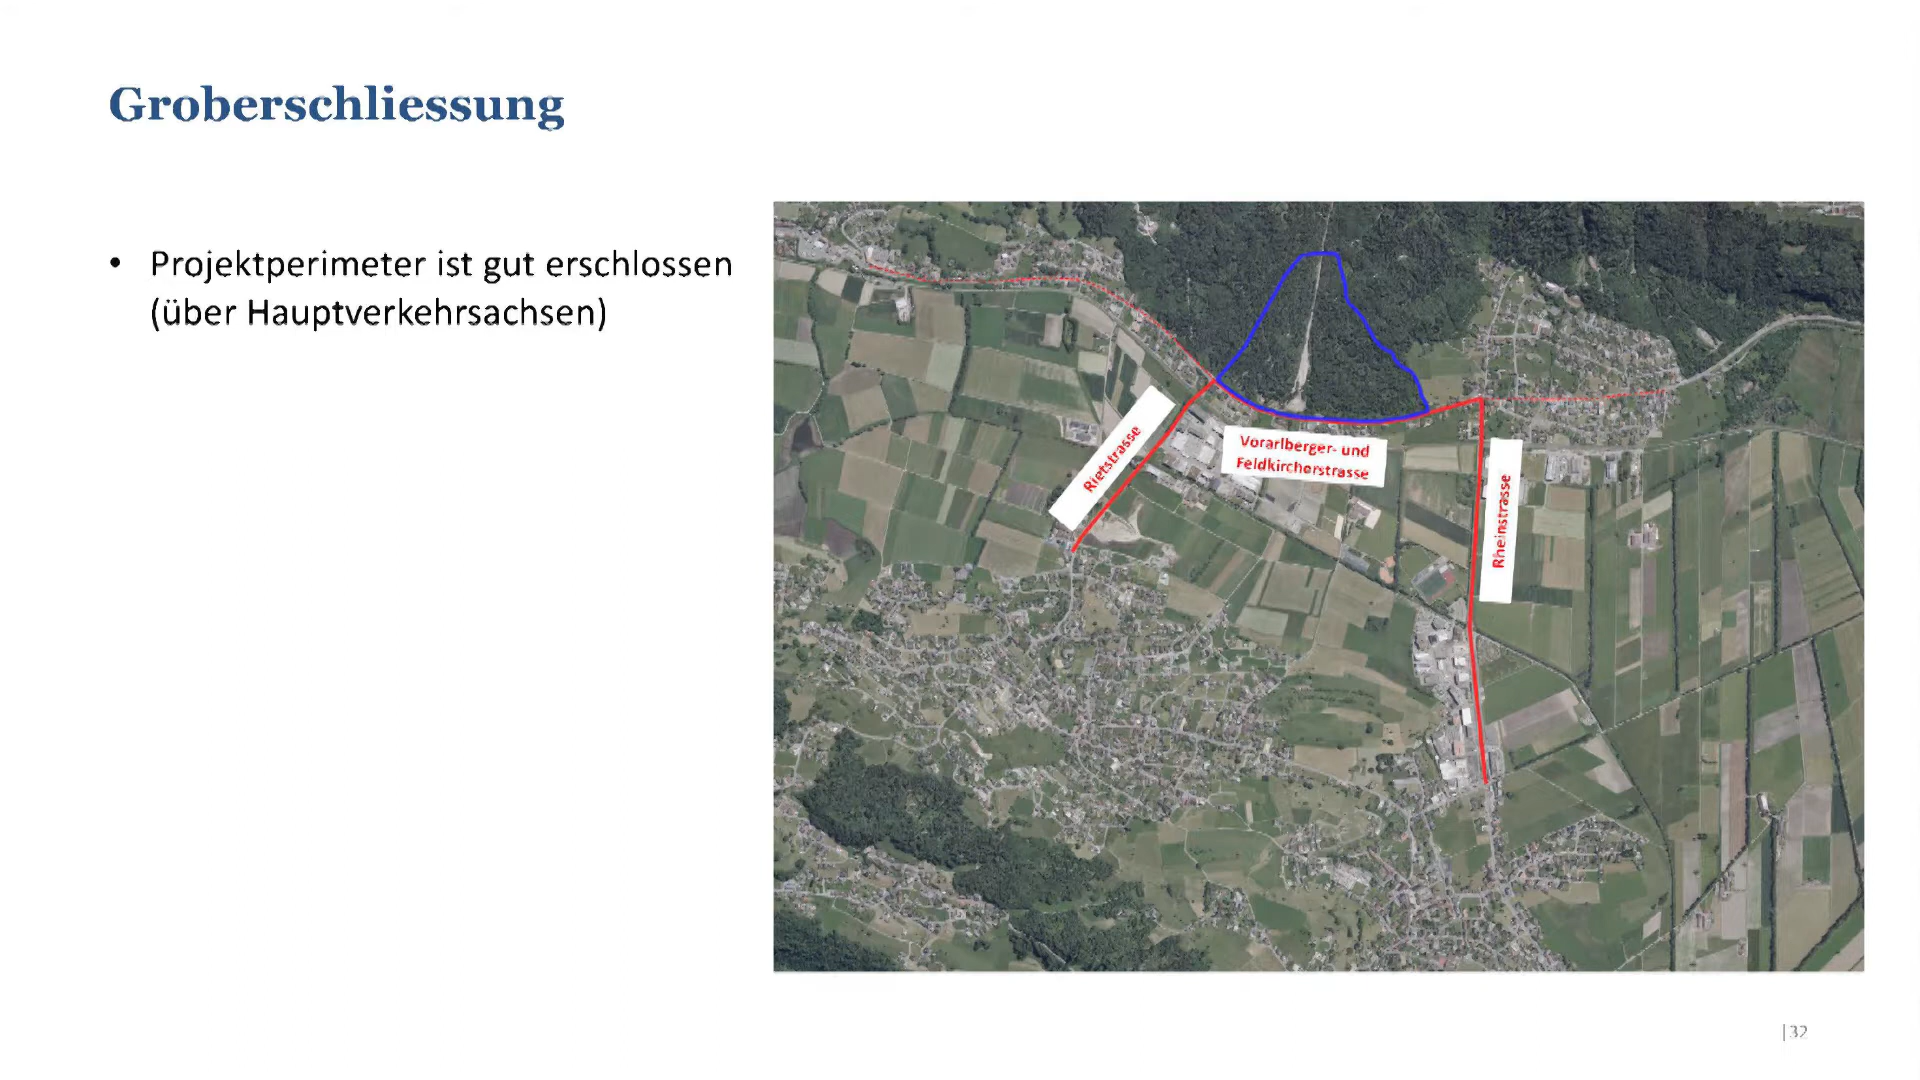 Groberschliessung
• Projektperimeter ist gut erschlossen
(über Hauptverkehrsachsen)
Rietstrasse
Vorarlberger- und
Feldkircherstrasse
Rheinstrasse
|32